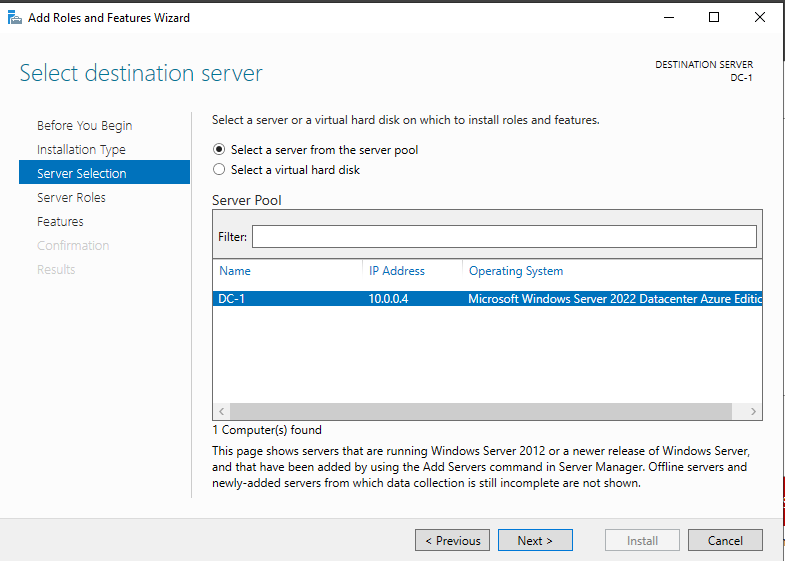 Add Roles and Features Wizard
Select destination server
DESTINATION SERVER
DC-1
Before You Begin
Installation Type
Server Selection
Server Roles
Features
Confirmation
Results
Select a server or a virtual hard disk on which to install roles and features.
Select a server from the server pool
Select a virtual hard disk
Server Pool
Filter:
Name IP Address Operating System
DC-1 10.0.0.4 Microsoft Windows Server 2022 Datacenter Azure Editic
1 Computer(s) found
This page shows servers that are running Windows Server 2012 or a newer release of Windows Server,
and that have been added by using the Add Servers command in Server Manager. Offline servers and
newly-added servers from which data collection is still incomplete are not shown.
< Previous Next > Install Cancel